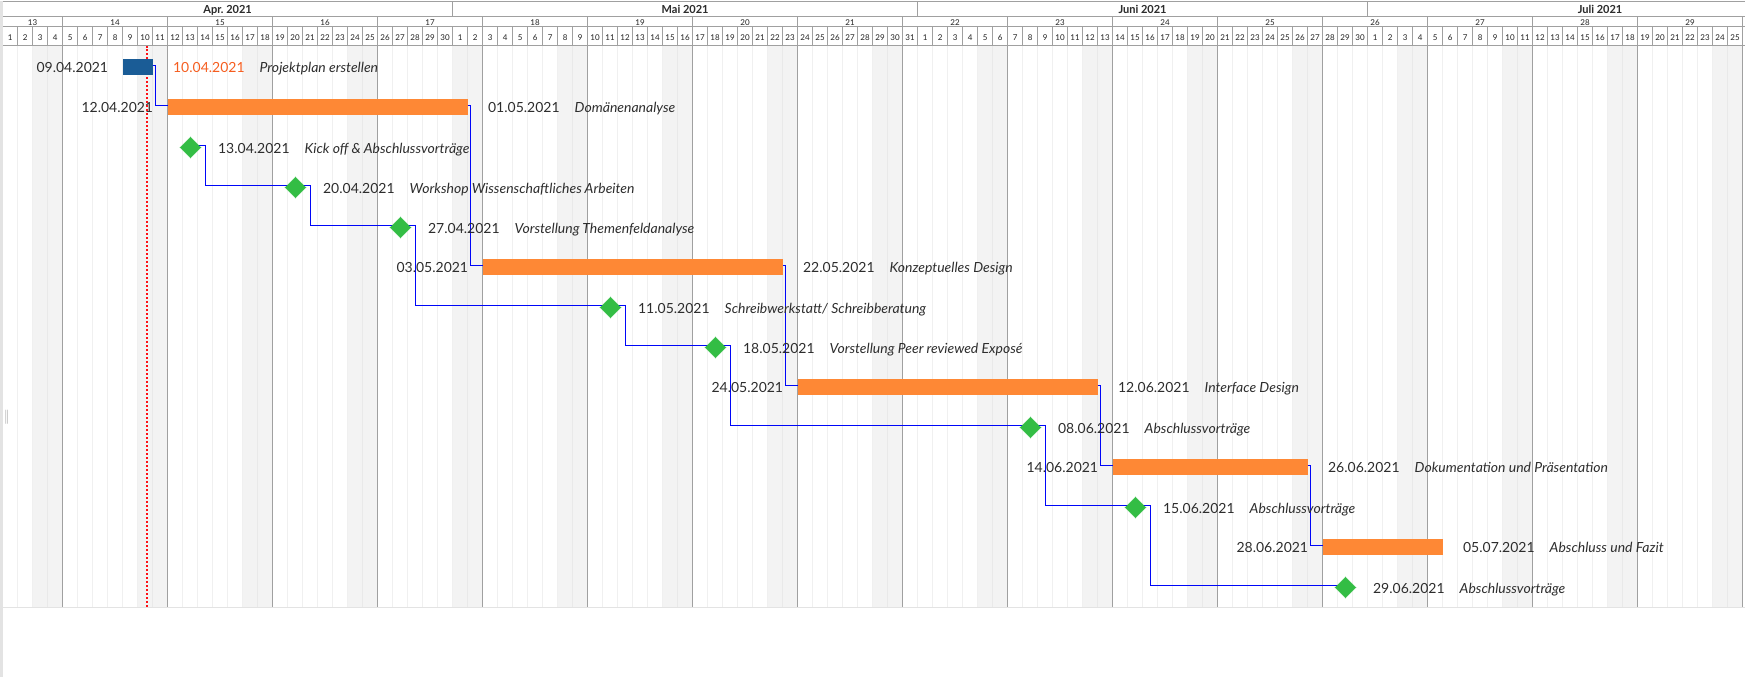 Apr. 2021 Mai 2021 Juni 2021 Juli 2021
13 14 15 16 17 18 19 20 21 22 23 24 25 26 27 28 29
1 2 3 4 5 6 7 8 9 10 11 12 13 14 15 16 17 18 19 20 21 22 23 24 25 26 27 28 29 30 1 2 3 4 5 6 7 8 9 10 11 12 13 14 15 16 17 18 19 20 21 22 23 24 25 26 27 28 29 30 31 1 2 3 4 5 6 7 8 9 10 11 12 13 14 15 16 17 18 19 20 21 22 23 24 25 26 27 28 29 30 1 2 3 4 5 6 7 8 9 10 11 12 13 14 15 16 17 18 19 20 21 22 23 24 25
09.04.2021 10.04.2021 Projektplan erstellen
12.04.2021 01.05.2021 Domänenanalyse
13.04.2021 Kick off & Abschlussvorträge
20.04.2021 Workshop Wissenschaftliches Arbeiten
27.04.2021 Vorstellung Themenfeldanalyse
03.05.2021 22.05.2021 Konzeptuelles Design
11.05.2021 Schreibwerkstatt/ Schreibberatung
18.05.2021 Vorstellung Peer reviewed Exposé
24.05.2021 12.06.2021 Interface Design
08.06.2021 Abschlussvorträge
14.06.2021 26.06.2021 Dokumentation und Präsentation
15.06.2021 Abschlussvorträge
28.06.2021 05.07.2021 Abschluss und Fazit
29.06.2021 Abschlussvorträge